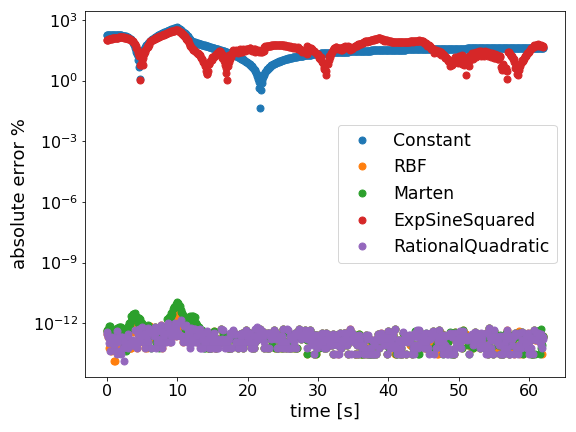 absolute error %
10³
10⁰
10⁻³
10⁻⁶
10⁻⁹
10⁻¹²
Constant
RBF
Marten
ExpSineSquared
RationalQuadratic
0 10 20 30 40 50 60
time [s]